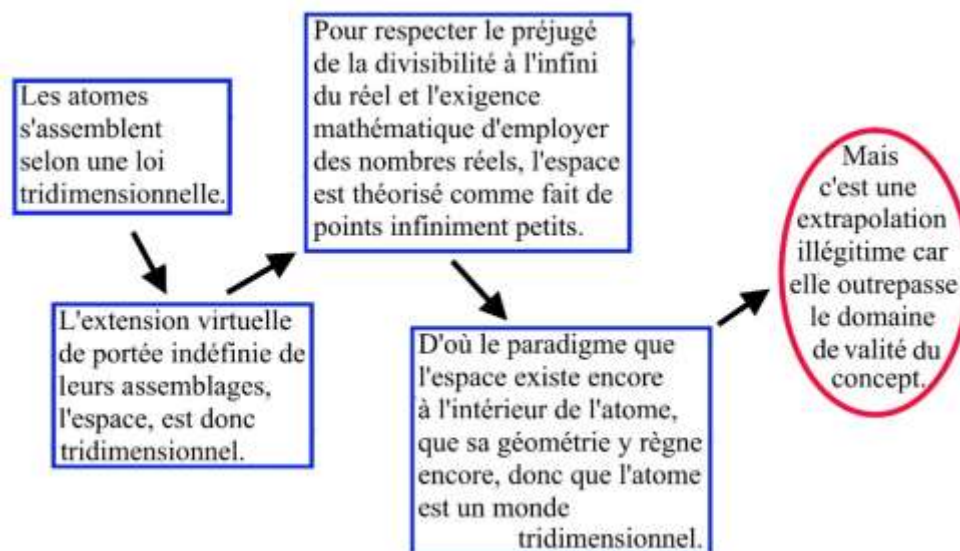 Les atomes
s'assemblent
selon une loi
tridimensionnelle.
L'extension virtuelle
de portée indéfinie de
leurs assemblages,
l'espace, est donc
tridimensionnel.
Pour respecter le préjugé
de la divisibilité à l'infini
du réel et l'exigence
mathématique d'employer
des nombres réels, l'espace
est théorisé comme fait de
points infiniment petits.
D'où le paradigme que
l'espace existe encore
à l'intérieur de l'atome,
que sa géométrie y règne
encore, donc que l'atome
est un monde
tridimensionnel.
Mais
c'est une
extrapolation
illégitime car
elle outrepasse
le domaine
de valité du
concept.